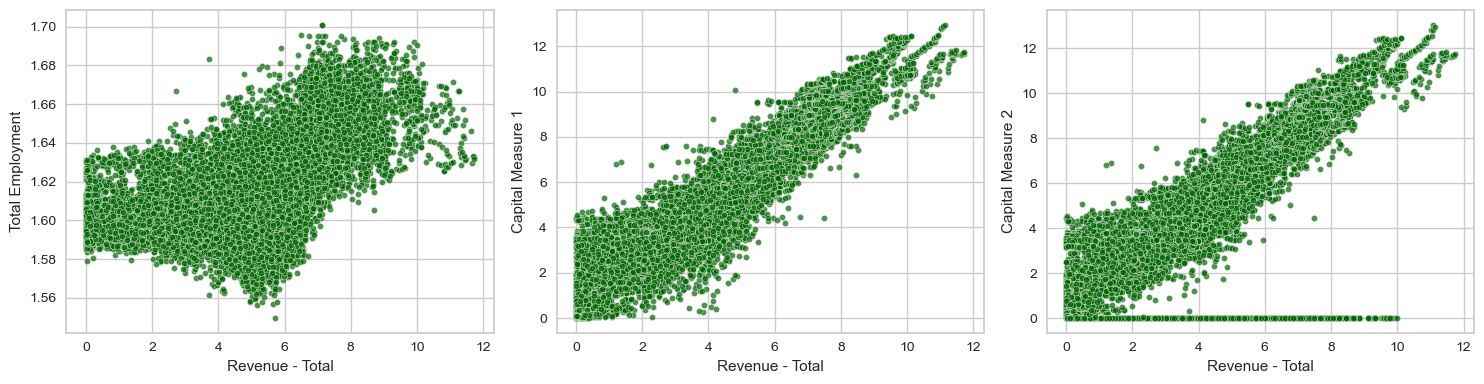 Total Employment
1.70
1.68
1.66
1.64
1.62
1.60
1.58
1.56
0 2 4 6 8 10 12
Revenue - Total
Capital Measure 1
12
10
8
6
4
2
0
0 2 4 6 8 10 12
Revenue - Total
Capital Measure 2
12
10
8
6
4
2
0
0 2 4 6 8 10 12
Revenue - Total